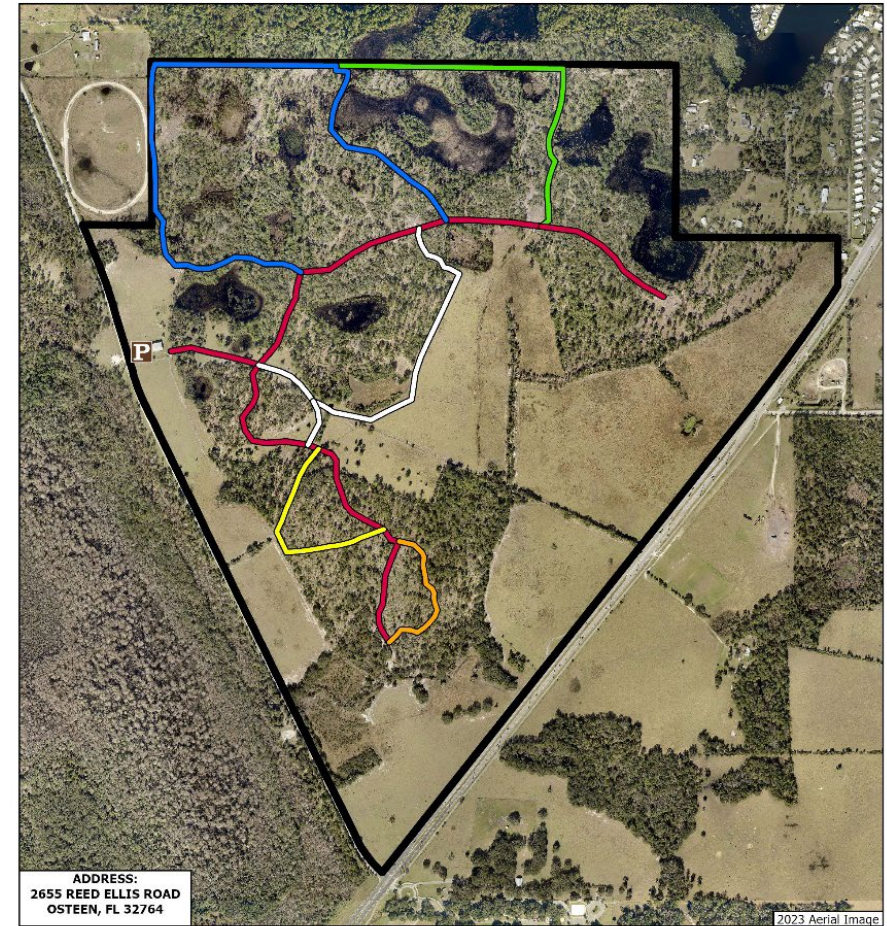 P
ADDRESS:
2655 REED ELLIS ROAD
OSTEEN, FL 32764
2023 Aerial Image